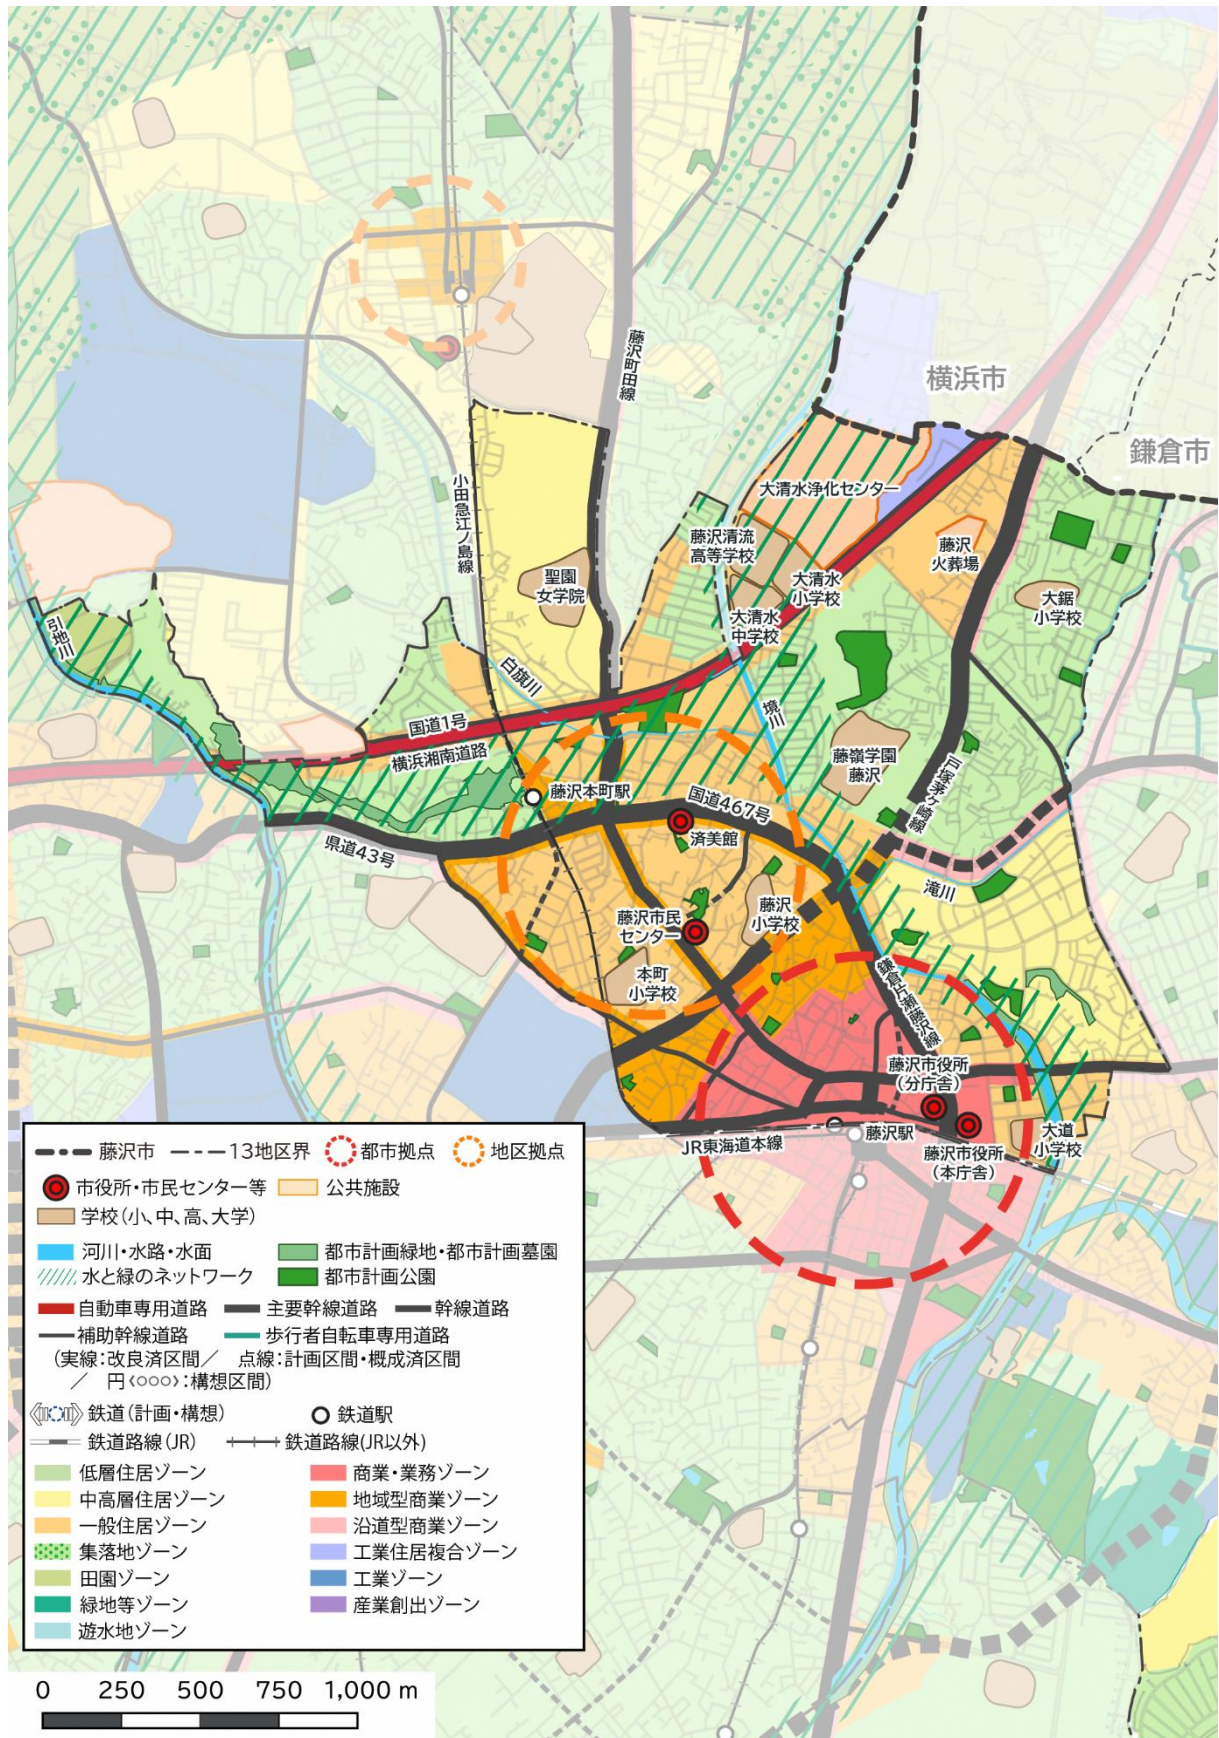 横浜市
鎌倉市
藤沢町田線
小田急江ノ島線
大清水浄化センター
藤沢清流
高等学校
藤沢
火葬場
聖園
女学院
大清水
小学校
大鋸
小学校
大清水
中学校
引地川
白旗川
境川
国道1号
横浜湘南道路
藤嶺学園
藤沢
戸塚茅ヶ崎線
藤沢本町駅
国道467号
済美館
県道43号
滝川
藤沢
小学校
藤沢市民
センター
本町
小学校
鎌倉片瀬藤沢線
藤沢市役所
(分庁舎)
藤沢駅
JR東海道本線
藤沢市役所
(本庁舎)
大道
小学校
藤沢市 13地区界 都市拠点 地区拠点
市役所・市民センター等 公共施設
学校(小、中、高、大学)
河川・水路・水面 都市計画緑地・都市計画墓園
水と緑のネットワーク 都市計画公園
自動車専用道路 主要幹線道路 幹線道路
補助幹線道路 歩行者自転車専用道路
(実線:改良済区間/ 点線:計画区間・概成済区間
/ 円〈○○○〉:構想区間)
鉄道(計画・構想) 鉄道駅
鉄道路線(JR) 鉄道路線(JR以外)
低層住居ゾーン 商業・業務ゾーン
中高層住居ゾーン 地域型商業ゾーン
一般住居ゾーン 沿道型商業ゾーン
集落地ゾーン 工業住居複合ゾーン
田園ゾーン 工業ゾーン
緑地等ゾーン 産業創出ゾーン
遊水地ゾーン
0 250 500 750 1,000 m